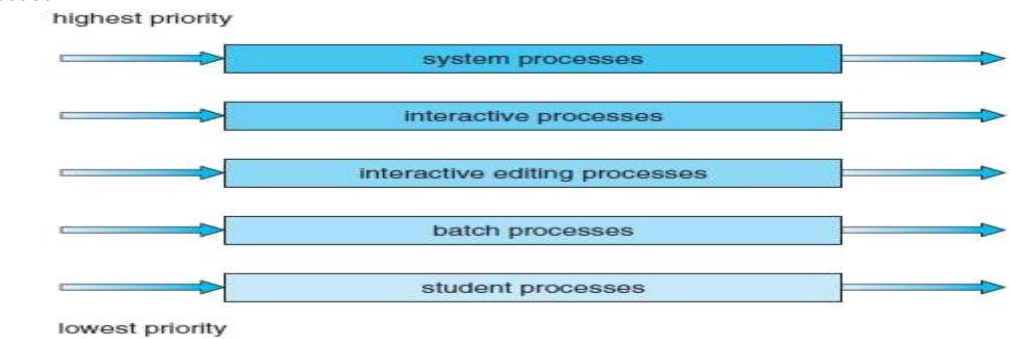 highest priority
system processes
interactive processes
interactive editing processes
batch processes
student processes
lowest priority